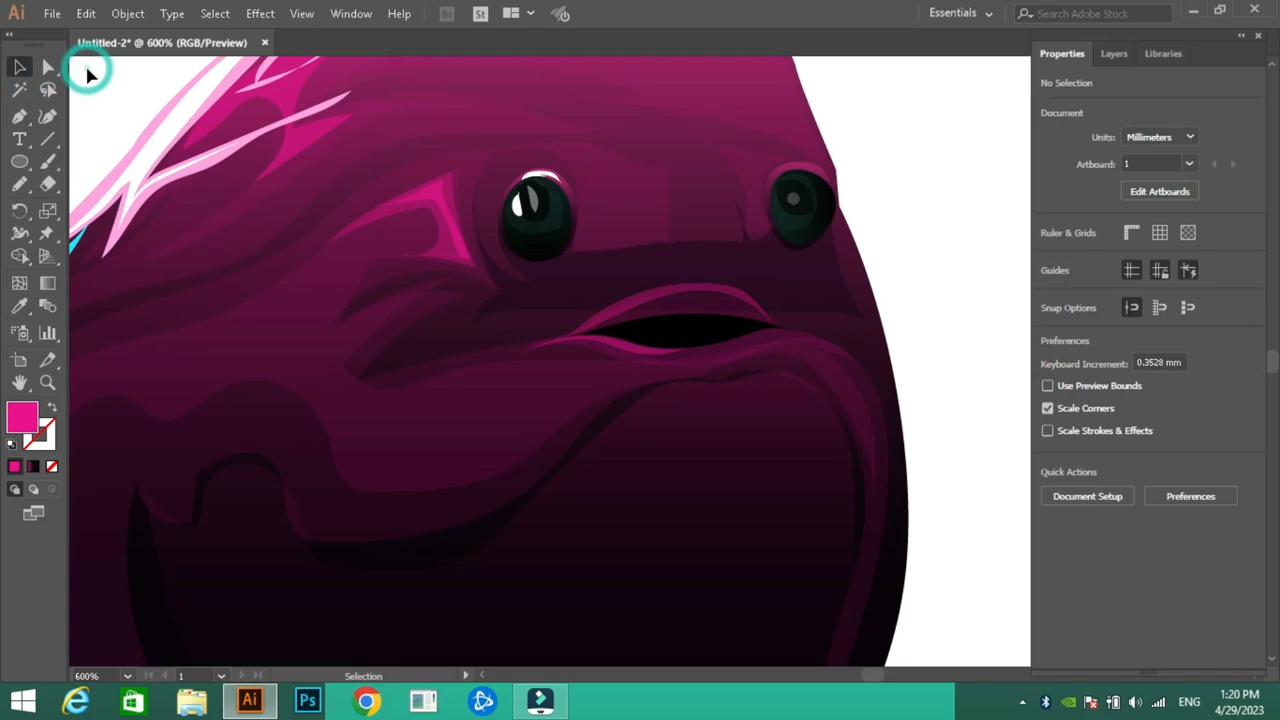 Ai File Edit Object Type Select Effect View Window Help Br St Essentials Search Adobe Stock
Untitled-2* @ 600% (RGB/Preview) ×
Properties Layers Libraries
No Selection
Document
Units: Millimeters
Artboard: 1
Edit Artboards
Ruler & Grids
Guides
Snap Options
Preferences
Keyboard Increment: 0.3528 mm
Use Preview Bounds
Scale Corners
Scale Strokes & Effects
Quick Actions
Document Setup Preferences
600% 1 Selection
Ai Ps ENG 1:20 PM
4/29/2023